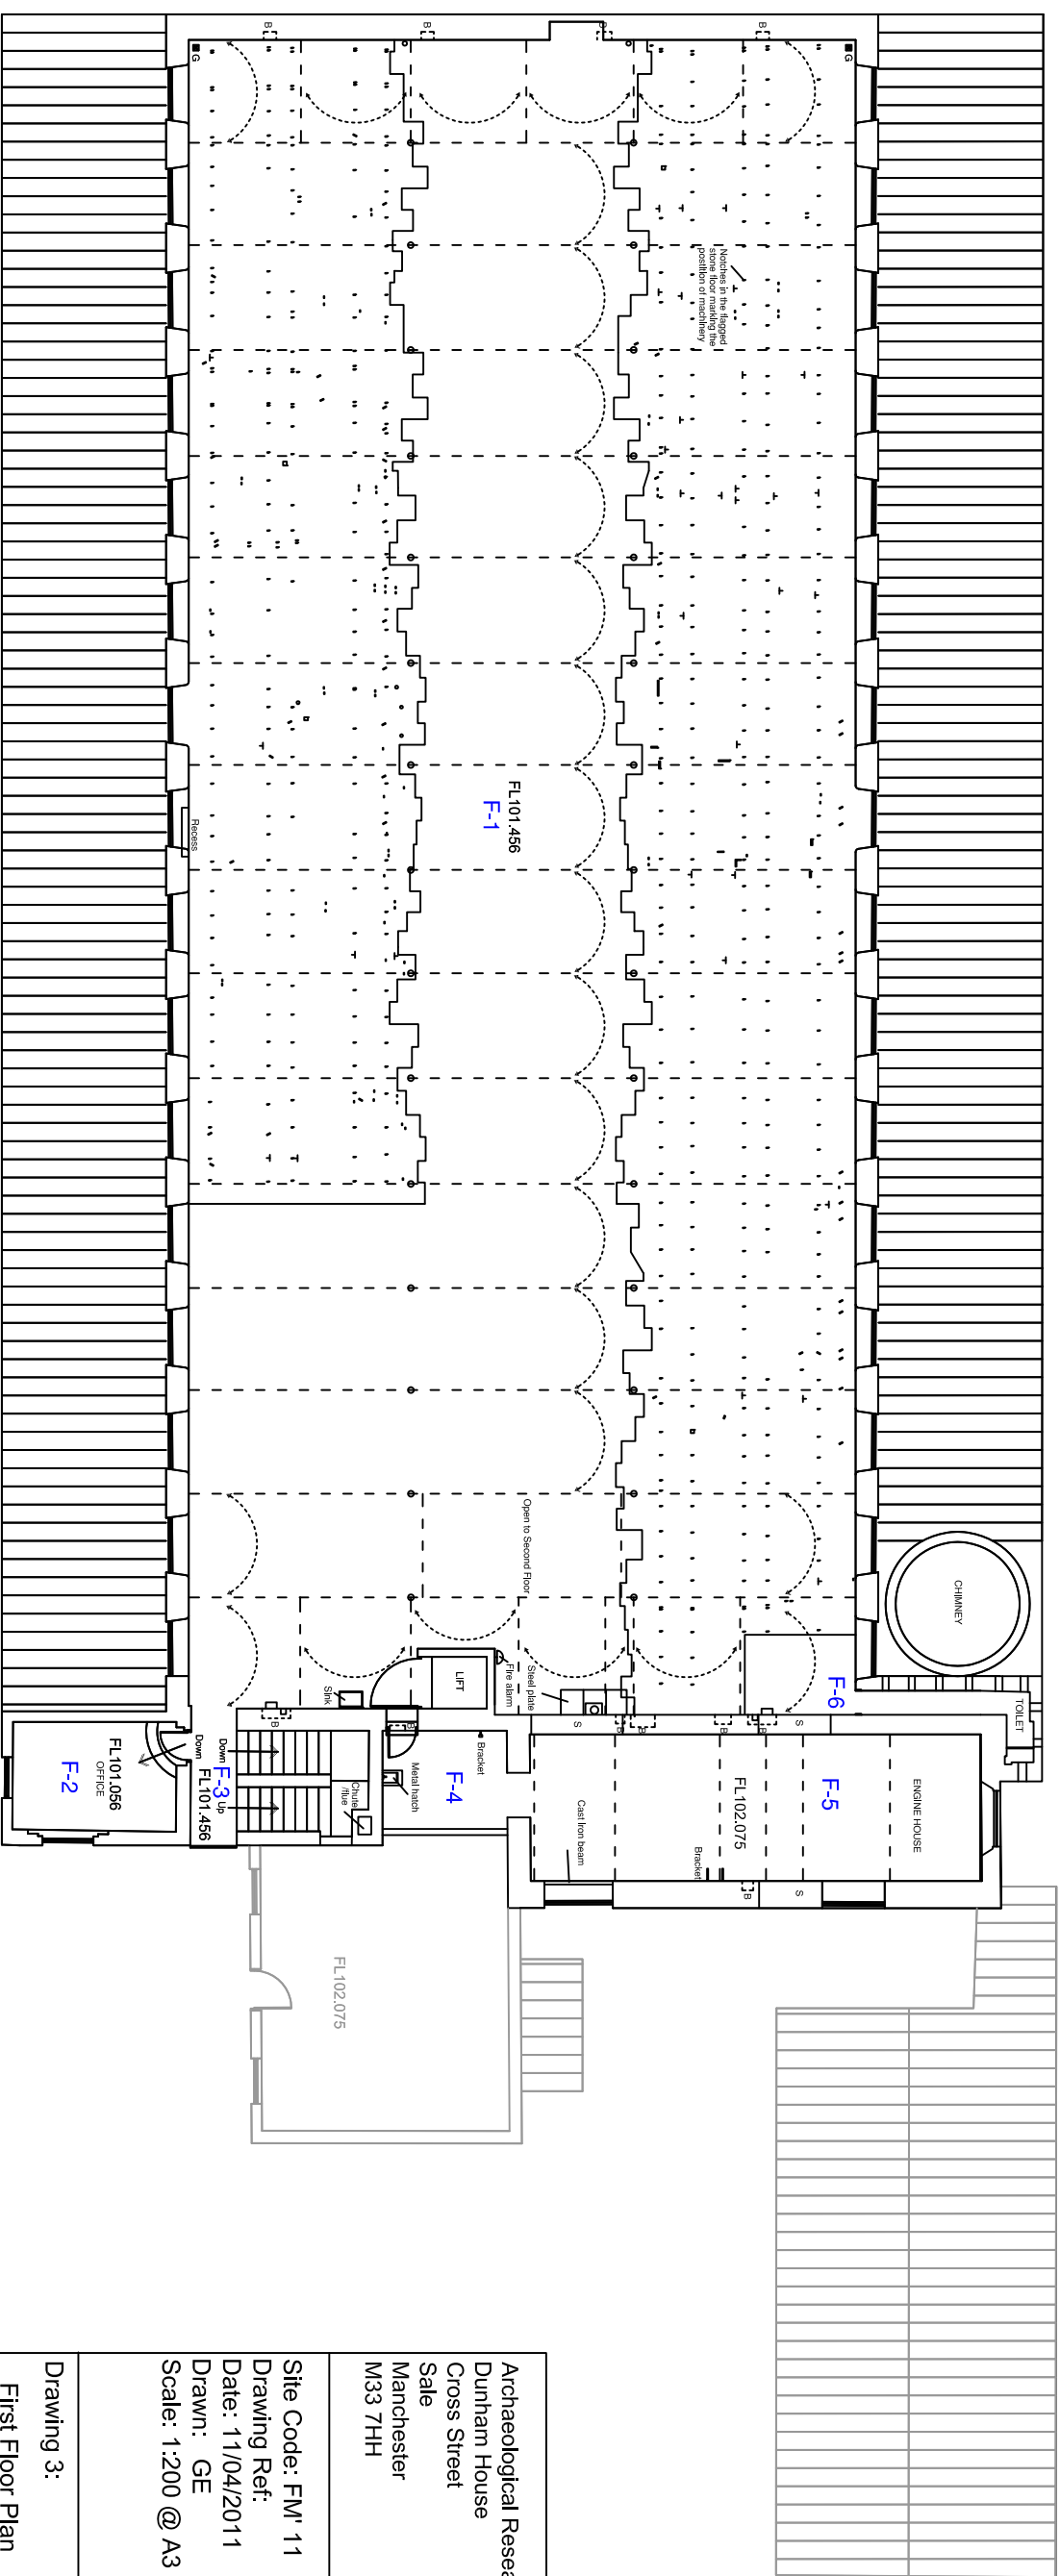 G
G
B
B
B
B
Notches in the flagged
stone floor marking the
postition of machinery
FL101.456
F-1
Recess
Open to Second Floor
CHIMNEY
TOILET
F-6
LIFT
Fire alarm
Steel plate
Sink
S
S
S
B
B
B
B
B
B
B
Bracket
Metal hatch
F-4
Chute
/flue
Down
Up
F-3
FL101.456
Down
FL101.056
OFFICE
F-2
ENGINE HOUSE
F-5
FL102.075
Cast Iron beam
Bracket
FL102.075
Archaeological Resea
Dunham House
Cross Street
Sale
Manchester
M33 7HH
Site Code: FM' 11
Drawing Ref:
Date: 11/04/2011
Drawn: GE
Scale: 1:200 @ A3
Drawing 3:
First Floor Plan